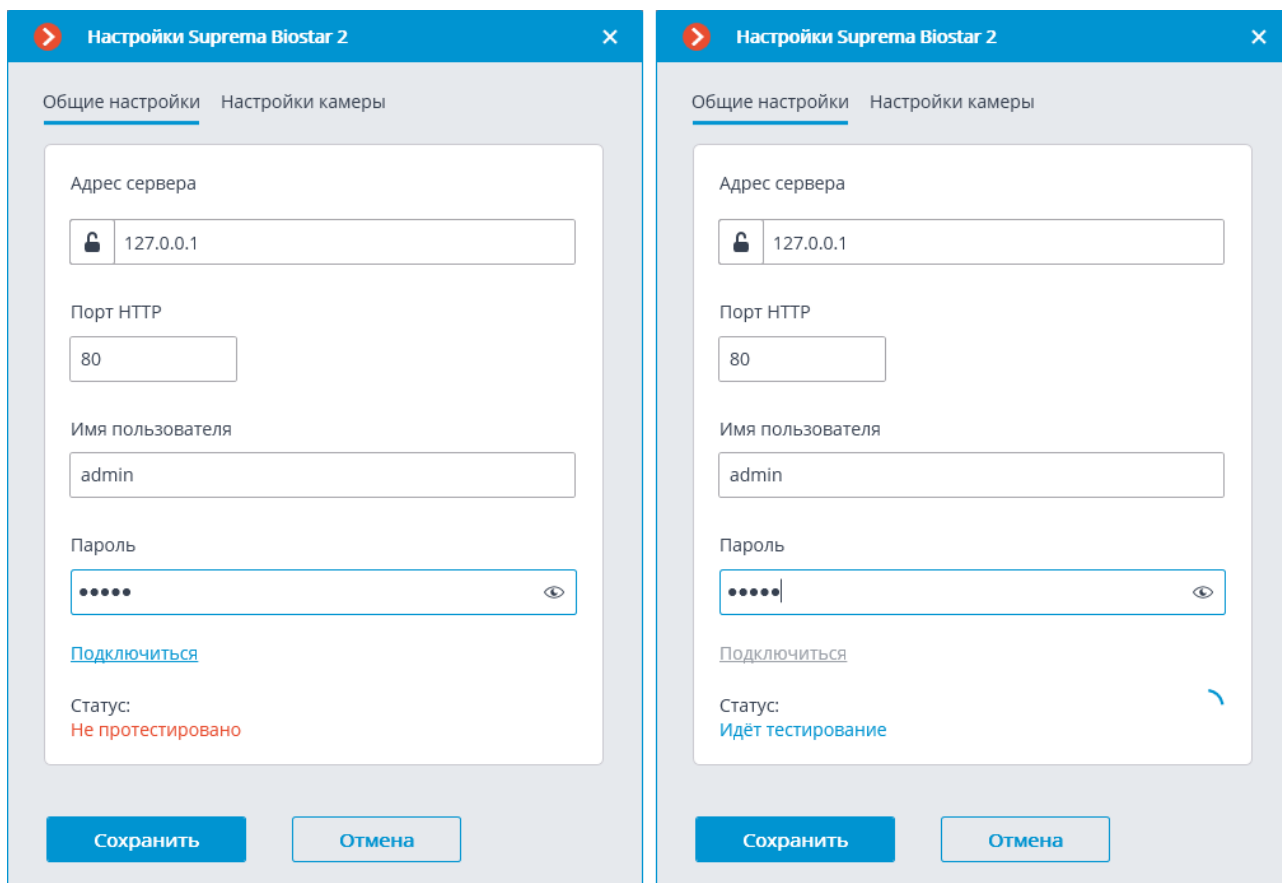 Настройки Suprema Biostar 2
Общие настройки Настройки камеры
Адрес сервера
127.0.0.1
Порт HTTP
80
Имя пользователя
admin
Пароль
•••••
Подключиться
Статус:
Не протестировано
Сохранить Отмена
Настройки Suprema Biostar 2
Общие настройки Настройки камеры
Адрес сервера
127.0.0.1
Порт HTTP
80
Имя пользователя
admin
Пароль
•••••
Подключиться
Статус:
Идёт тестирование
Сохранить Отмена